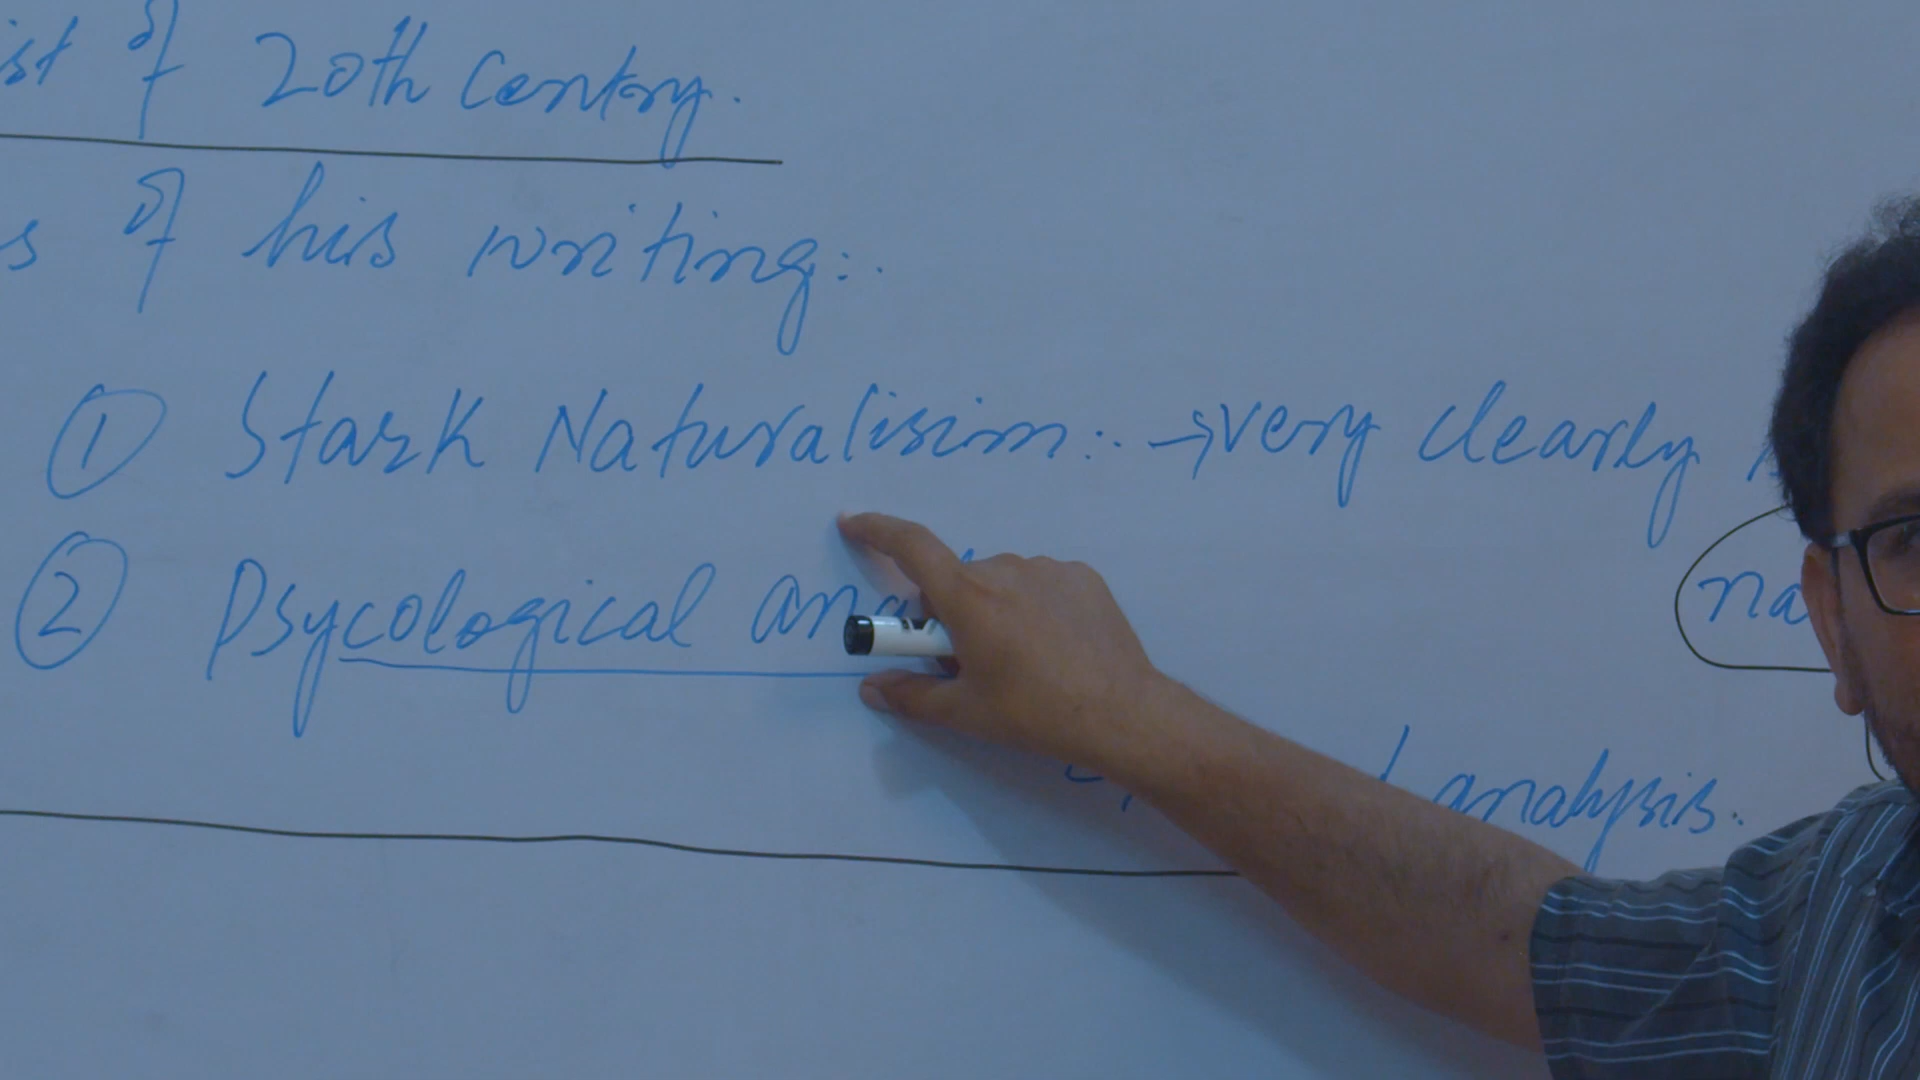 ist of 20th Century.
s of his writing:.
① Stark Naturalisim:. → very clearly
② Psycological ana
na
analysis.